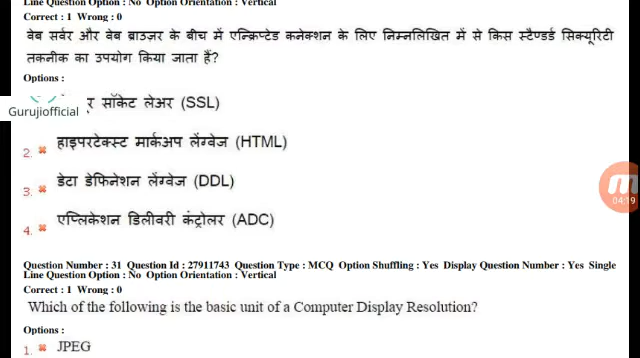 Line Question Option : No Option Orientation : Vertical
Correct : 1 Wrong : 0
वेब सर्वर और वेब ब्राउज़र के बीच में एन्क्रिप्टेड कनेक्शन के लिए निम्नलिखित में से किस स्टैण्डर्ड सिक्यूरिटी
तकनीक का उपयोग किया जाता हैं?
Options :
र सॉकेट लेअर (SSL)
Gurujiofficial
2. हाइपरटेक्स्ट मार्कअप लेंग्वेज (HTML)
3. डेटा डेफिनेशन लेंग्वेज (DDL)
04:19
4. एप्लिकेशन डिलीवरी कंट्रोलर (ADC)
Question Number : 31 Question Id : 27911743 Question Type : MCQ Option Shuffling : Yes Display Question Number : Yes Single
Line Question Option : No Option Orientation : Vertical
Correct : 1 Wrong : 0
Which of the following is the basic unit of a Computer Display Resolution?
Options :
1. JPEG